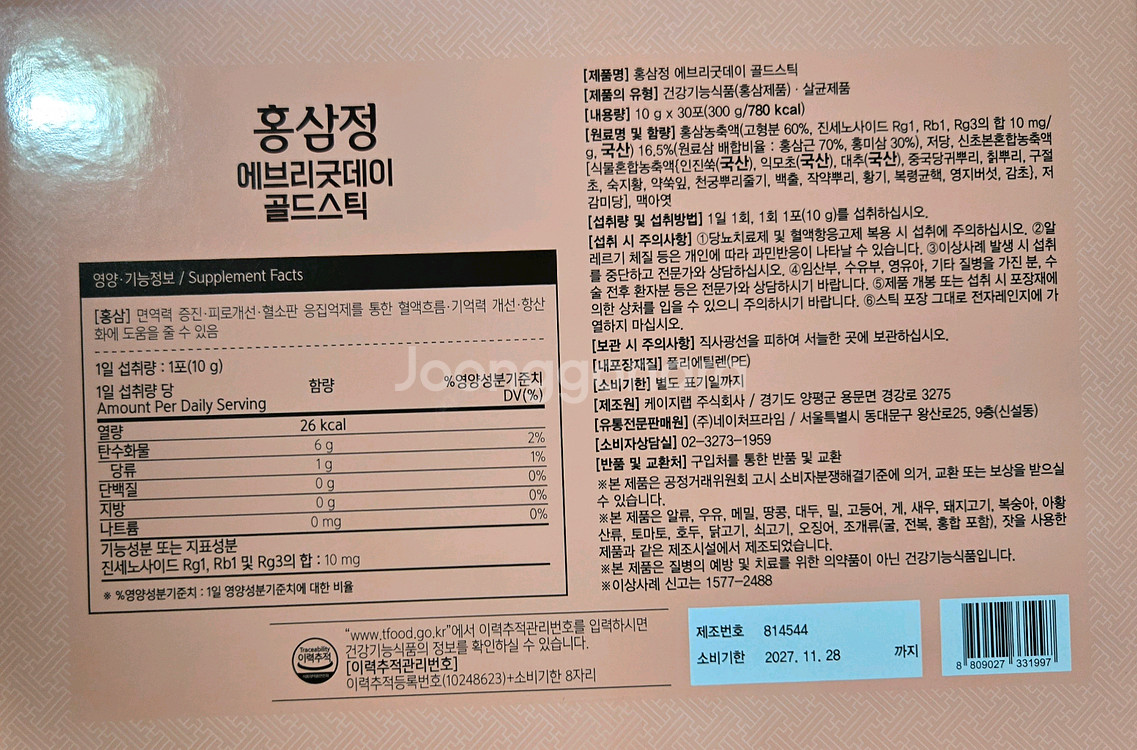 홍삼정
에브리굿데이
골드스틱
영양·기능정보 / Supplement Facts
[홍삼] 면역력 증진·피로개선·혈소판 응집억제를 통한 혈액흐름·기억력 개선·항산
화에 도움을 줄 수 있음
1일 섭취량 : 1포(10 g)
1일 섭취량 당 함량 %영양성분기준치
Amount Per Daily Serving DV(%)
열량 26 kcal
탄수화물 6 g 2%
당류 1 g 1%
단백질 0 g 0%
지방 0 g 0%
나트륨 0 mg 0%
기능성분 또는 지표성분
진세노사이드 Rg1, Rb1 및 Rg3의 합 : 10 mg
※ %영양성분기준치 : 1일 영양성분기준치에 대한 비율
[제품명] 홍삼정 에브리굿데이 골드스틱
[제품의 유형] 건강기능식품(홍삼제품) · 살균제품
[내용량] 10 g x 30포(300 g/780 kcal)
[원료명 및 함량] 홍삼농축액(고형분 60%, 진세노사이드 Rg1, Rb1, Rg3의 합 10 mg/
g, 국산) 16.5%(원료삼 배합비율 : 홍삼근 70%, 홍미삼 30%), 저당, 신초본혼합농축액
[식물혼합농축액{인진쑥(국산), 익모초(국산), 대추(국산), 중국당귀뿌리, 칡뿌리, 구절
초, 숙지황, 약쑥잎, 천궁뿌리줄기, 백출, 작약뿌리, 황기, 복령균핵, 영지버섯, 감초}, 저
감미당], 맥아엿
[섭취량 및 섭취방법] 1일 1회, 1회 1포(10 g)를 섭취하십시오.
[섭취 시 주의사항] ①당뇨치료제 및 혈액항응고제 복용 시 섭취에 주의하십시오. ②알
레르기 체질 등은 개인에 따라 과민반응이 나타날 수 있습니다. ③이상사례 발생 시 섭취
를 중단하고 전문가와 상담하십시오. ④임산부, 수유부, 영유아, 기타 질병을 가진 분, 수
술 전후 환자분 등은 전문가와 상담하시기 바랍니다. ⑤제품 개봉 또는 섭취 시 포장재에
의한 상처를 입을 수 있으니 주의하시기 바랍니다. ⑥스틱 포장 그대로 전자레인지에 가
열하지 마십시오.
[보관 시 주의사항] 직사광선을 피하여 서늘한 곳에 보관하십시오.
[내포장재질] 폴리에틸렌(PE)
[소비기한] 별도 표기일까지
[제조원] 케이지랩 주식회사 / 경기도 양평군 용문면 경강로 3275
[유통전문판매원] (주)네이처프라임 / 서울특별시 동대문구 왕산로25, 9층(신설동)
[소비자상담실] 02-3273-1959
[반품 및 교환처] 구입처를 통한 반품 및 교환
※본 제품은 공정거래위원회 고시 소비자분쟁해결기준에 의거, 교환 또는 보상을 받으실
수 있습니다.
※본 제품은 알류, 우유, 메밀, 땅콩, 대두, 밀, 고등어, 게, 새우, 돼지고기, 복숭아, 아황
산류, 토마토, 호두, 닭고기, 쇠고기, 오징어, 조개류(굴, 전복, 홍합 포함), 잣을 사용한
제품과 같은 제조시설에서 제조되었습니다.
※본 제품은 질병의 예방 및 치료를 위한 의약품이 아닌 건강기능식품입니다.
※이상사례 신고는 1577-2488
Traceability
이력추적
"www.tfood.go.kr"에서 이력추적관리번호를 입력하시면
건강기능식품의 정보를 확인하실 수 있습니다.
[이력추적관리번호]
이력추적등록번호(10248623)+소비기한 8자리
제조번호 814544
소비기한 2027. 11. 28 까지
8 809027 331997